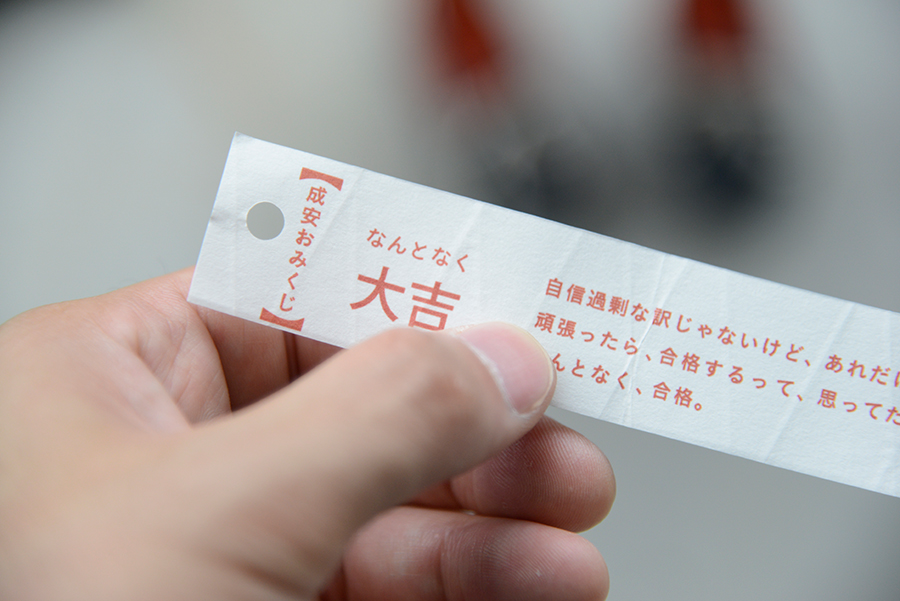 【成安おみくじ】
なんとなく
大吉
自信過剰な訳じゃないけど、あれだけ
頑張ったら、合格するって、思ってた
んとなく、合格。